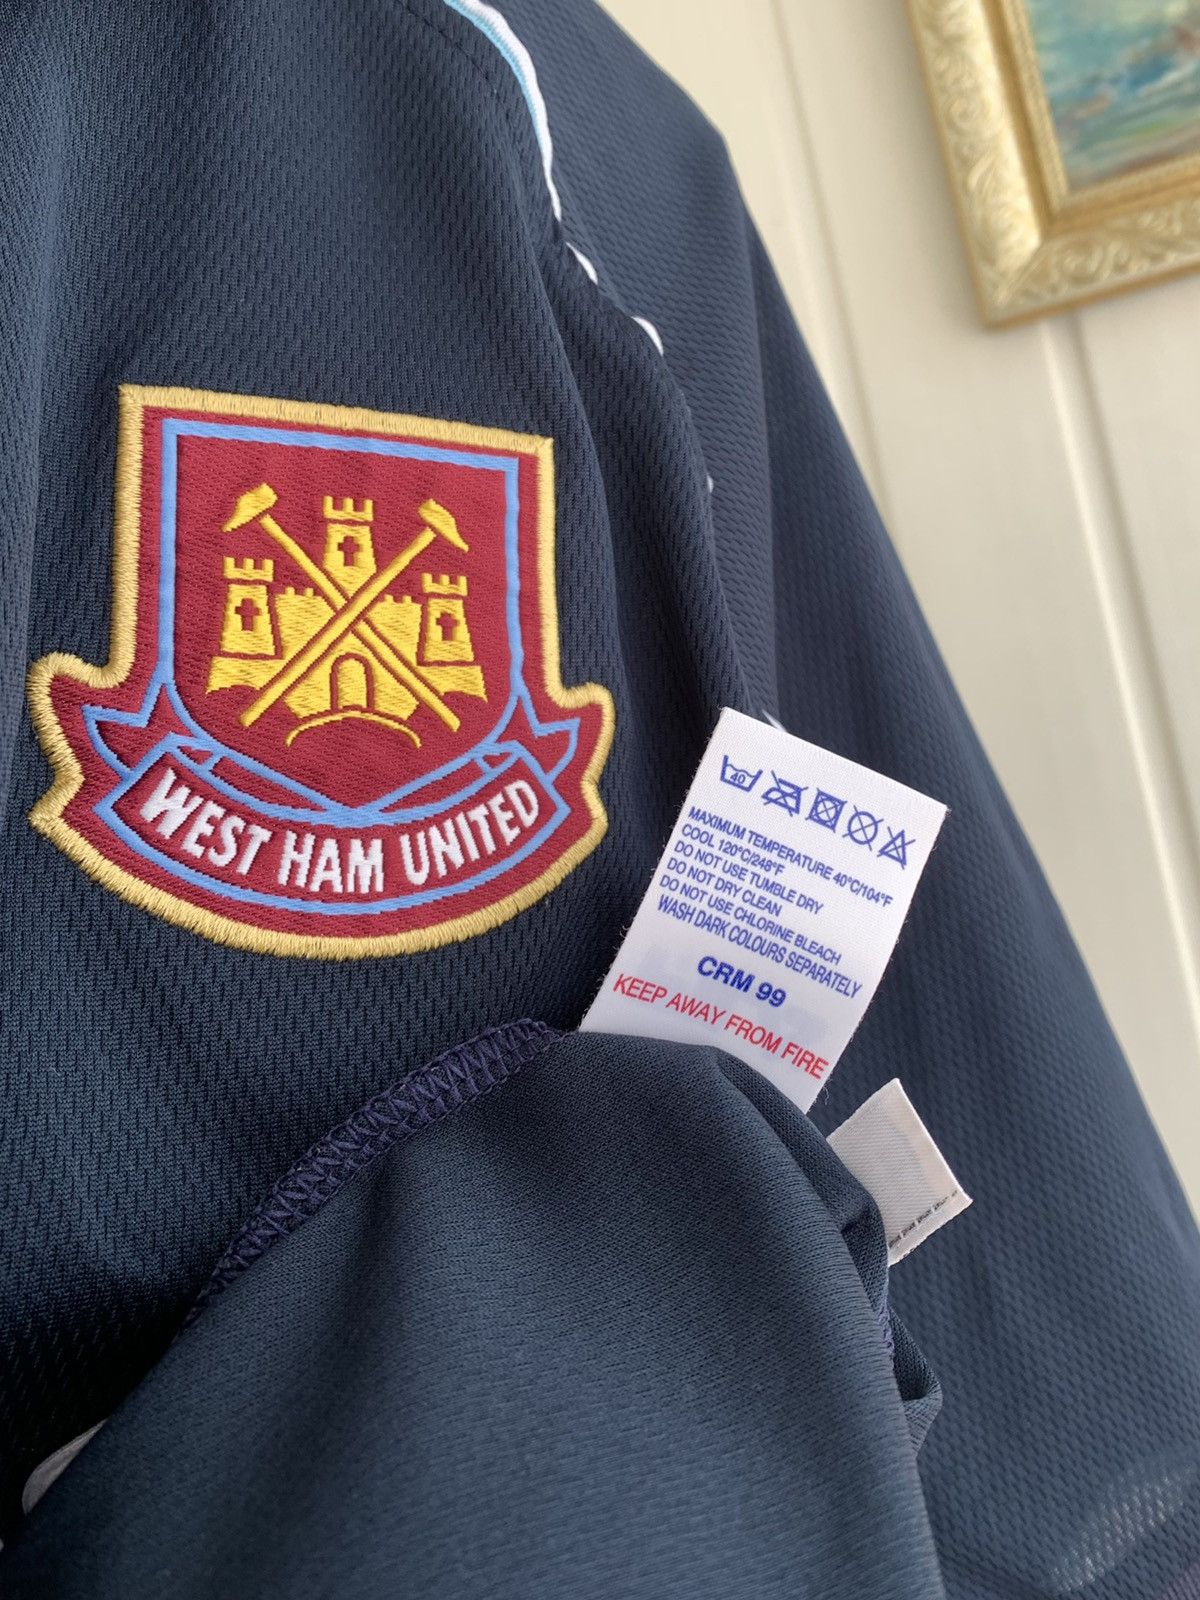 WEST HAM UNITED
40
MAXIMUM TEMPERATURE 40°C/104°F
COOL 120°C/248°F
DO NOT USE TUMBLE DRY
DO NOT DRY CLEAN
DO NOT USE CHLORINE BLEACH
WASH DARK COLOURS SEPARATELY
CRM 99
KEEP AWAY FROM FIRE